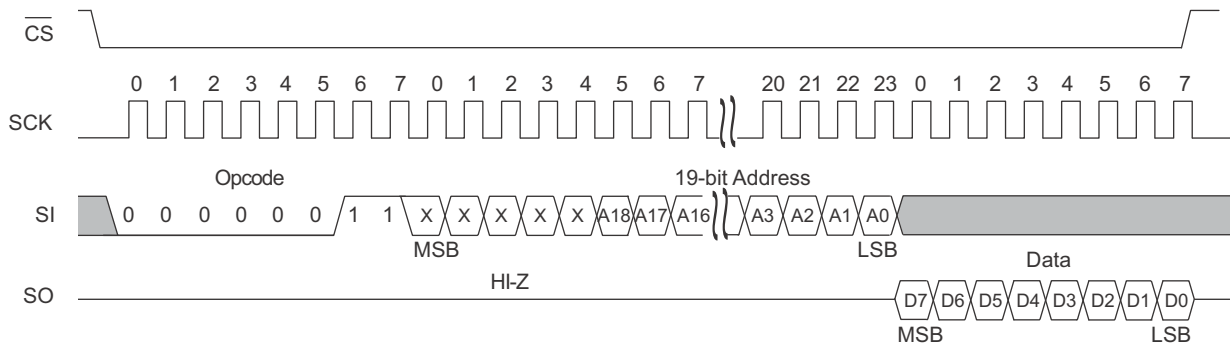 CS
0 1 2 3 4 5 6 7 0 1 2 3 4 5 6 7 20 21 22 23 0 1 2 3 4 5 6 7
SCK
Opcode 19-bit Address
SI 0 0 0 0 0 0 1 1 X X X X X A18 A17 A16 A3 A2 A1 A0
MSB LSB
HI-Z Data
SO D7 D6 D5 D4 D3 D2 D1 D0
MSB LSB